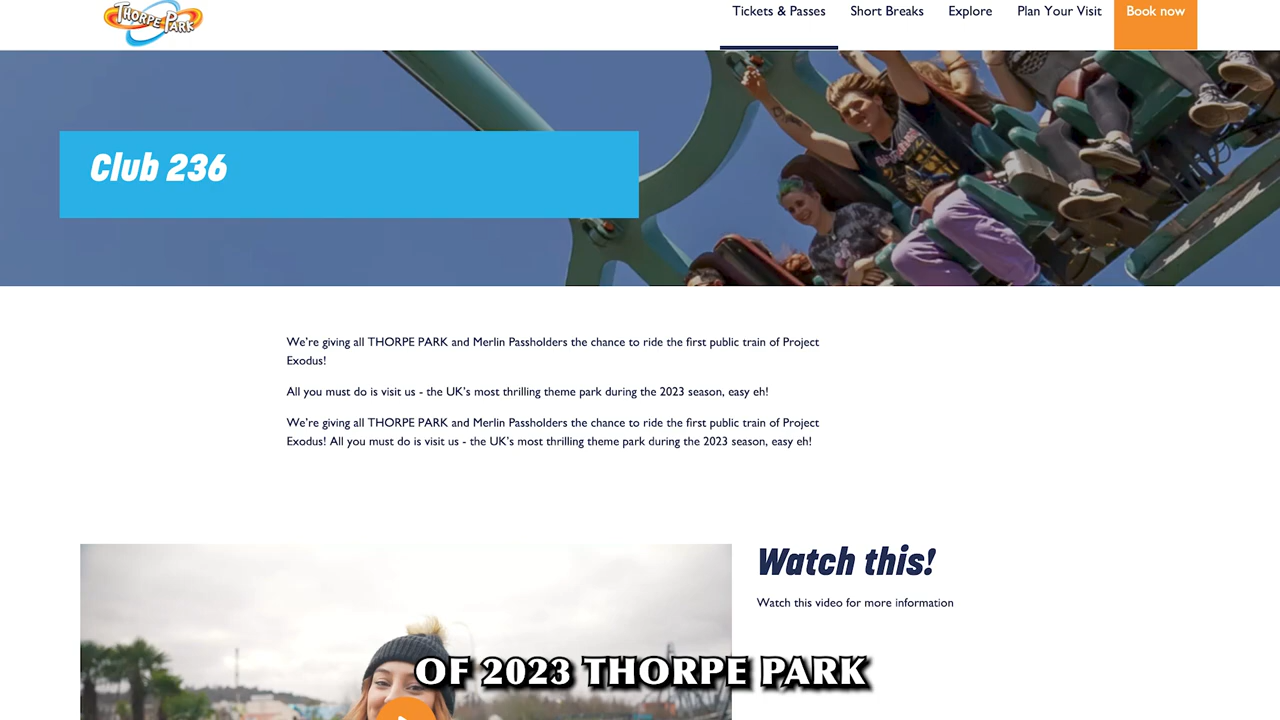 THORPE PARK
Tickets & Passes
Short Breaks
Explore
Plan Your Visit
Book now
Club 236
We're giving all THORPE PARK and Merlin Passholders the chance to ride the first public train of Project
Exodus!
All you must do is visit us - the UK's most thrilling theme park during the 2023 season, easy eh!
We're giving all THORPE PARK and Merlin Passholders the chance to ride the first public train of Project
Exodus! All you must do is visit us - the UK's most thrilling theme park during the 2023 season, easy eh!
Watch this!
Watch this video for more information
OF 2023 THORPE PARK